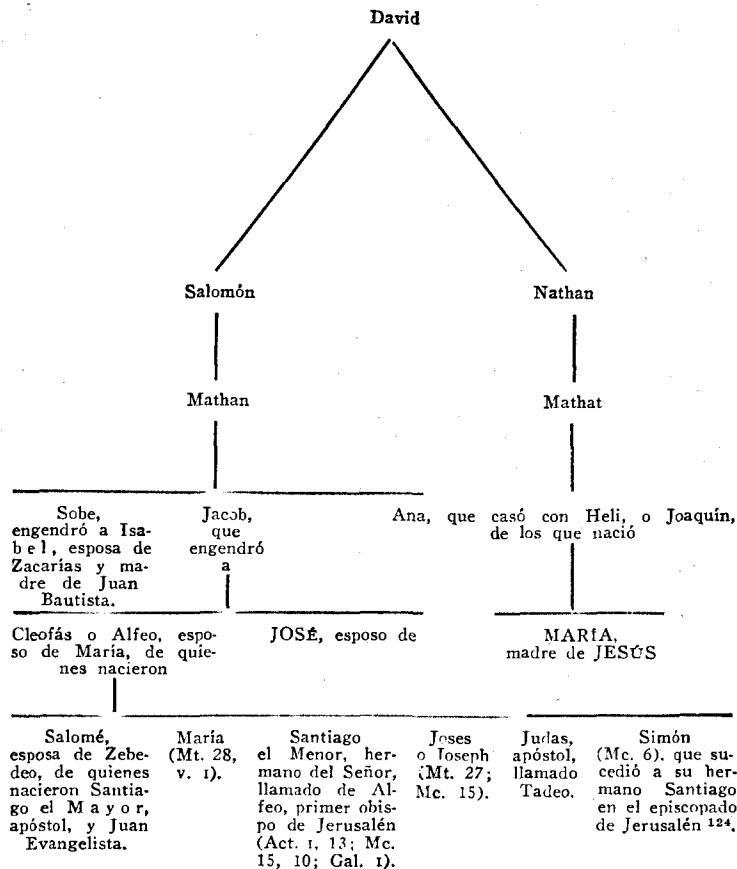 David
Salomón
Nathan
Mathan
Mathat
Sobe,
engendró a Isa-
bel, esposa de
Zacarías y ma-
dre de Juan
Bautista.
Jacob,
que
engendró
a
Ana, que casó con Heli, o Joaquín,
de los que nació
Cleofás o Alfeo, espo-
so de María, de quie-
nes nacieron
JOSÉ, esposo de
MARÍA,
madre de JESÚS
Salomé,
esposa de Zebe-
deo, de quienes
nacieron Santia-
go el Mayor,
apóstol, y Juan
Evangelista.
María
(Mt. 28,
v. 1).
Santiago
el Menor, her-
mano del Señor,
llamado de Al-
feo, primer obis-
po de Jerusalén
(Act. 1, 13; Mc.
15, 10; Gal. 1).
Joses
o Joseph
(Mt. 27;
Mc. 15).
Judas,
apóstol,
llamado
Tadeo.
Simón
(Mc. 6). que su-
cedió a su her-
mano Santiago
en el episcopado
de Jerusalén 124.